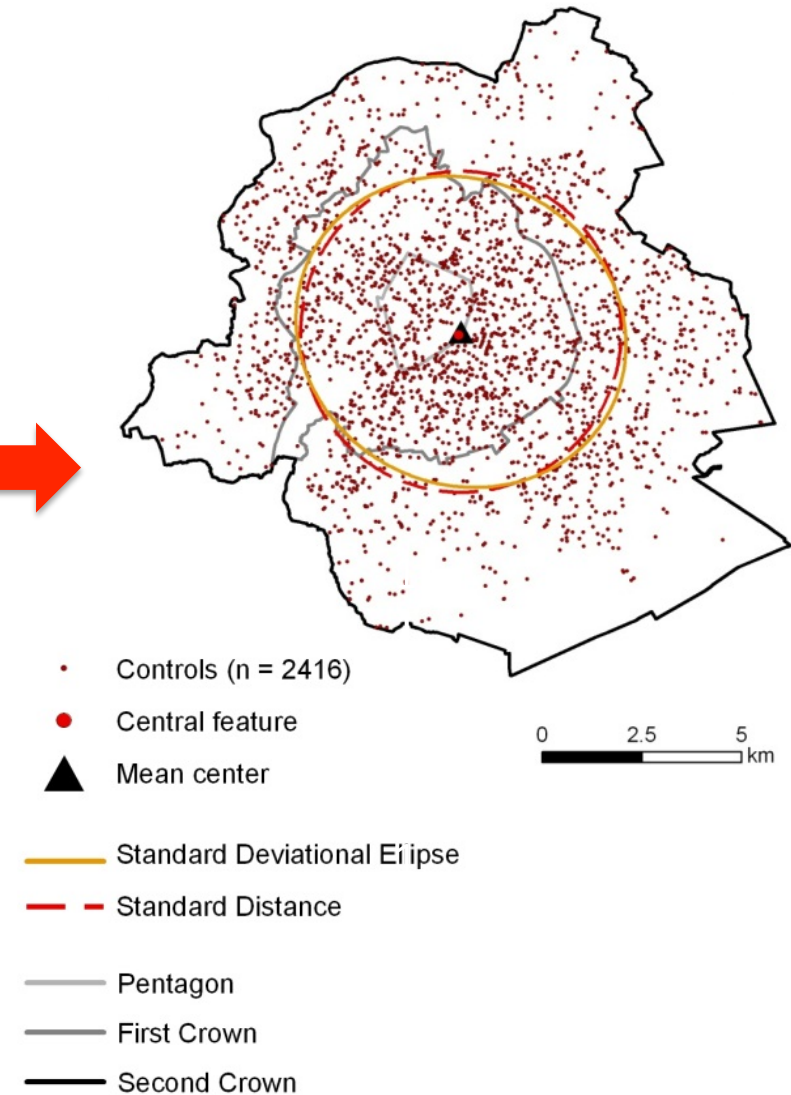 Controls (n = 2416)
Central feature
0 2.5 5
km
Mean center
Standard Deviational
Standard Distance
Pentagon
First Crown
Second Crown